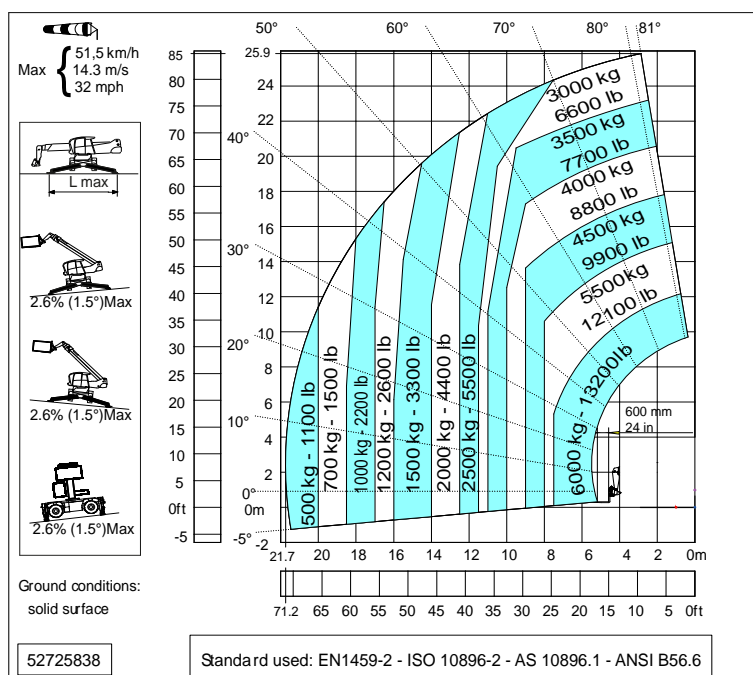 50° 60° 70° 80° 81°
51,5 km/h
Max { 14.3 m/s
32 mph
85 25.9
80 24
75
22
70
40°
65 20
60 18
55 16
50
30° 14
45
40 12
35
10
30 20°
8
25
20 6
10°
15 4
10
2
5
0°
0ft 0m
-5 -5° -2
3000 kg
6600 lb
3500 kg
7700 lb
4000 kg
8800 lb
4500 kg
9900 lb
5500kg
12100 lb
6000 kg - 13200lb
500 kg - 1100 lb
700 kg - 1500 lb
1000 kg - 2200 lb
1200 kg - 2600 lb
1500 kg - 3300 lb
2000 kg - 4400 lb
2500 kg - 5500 lb
600 mm
24 in
21.7 20 18 16 14 12 10 8 6 4 2 0m
71.2 65 60 55 50 45 40 35 30 25 20 15 10 5 0ft
L max
2.6% (1.5°)Max
2.6% (1.5°)Max
2.6% (1.5°)Max
Ground conditions:
solid surface
52725838
Standard used: EN1459-2 - ISO 10896-2 - AS 10896.1 - ANSI B56.6